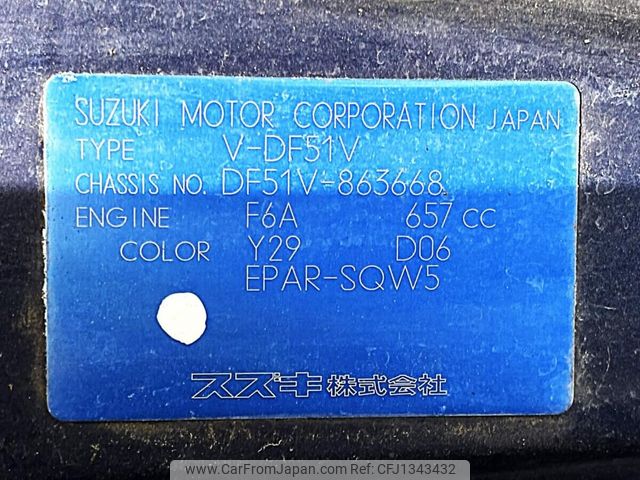 SUZUKI MOTOR CORPORATION JAPAN
TYPE V-DF51V
CHASSIS NO. DF51V-863668
ENGINE F6A 657 cc
COLOR Y29 D06
EPAR-SQW5
スズキ株式会社
www.CarFromJapan.com - CFJ1343432